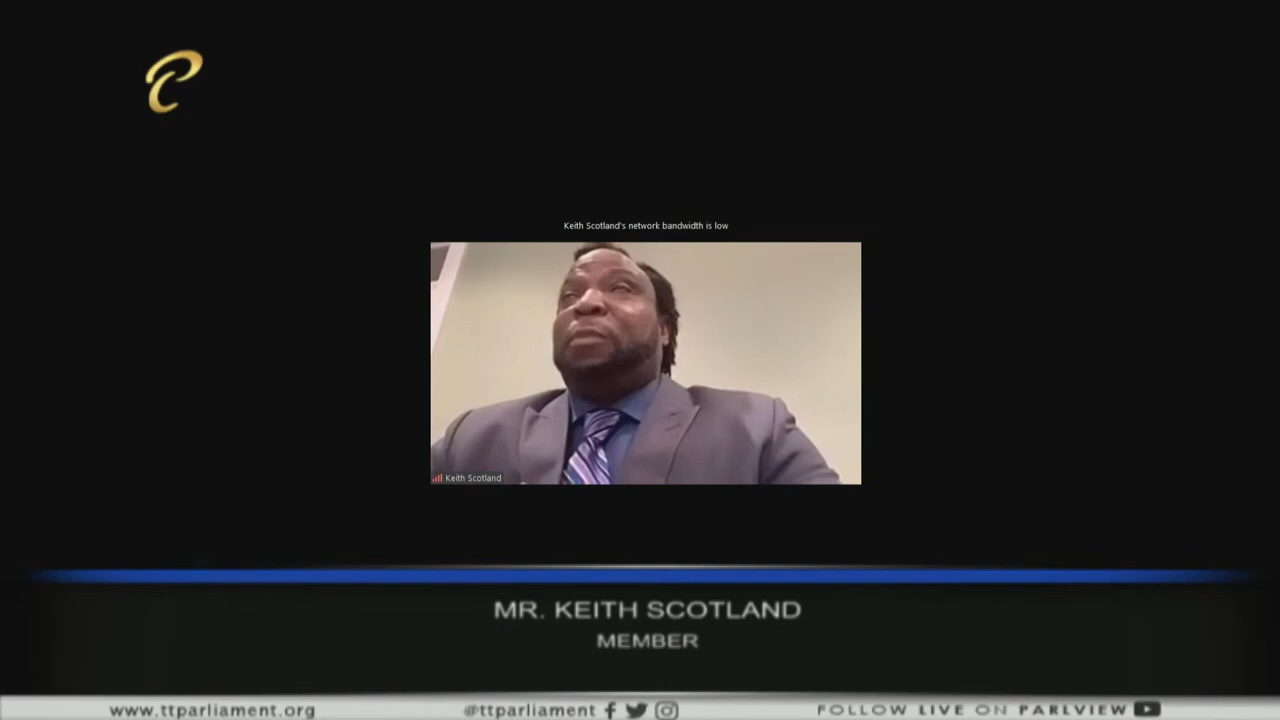 Keith Scotland's network bandwidth is low
Keith Scotland
MR. KEITH SCOTLAND
MEMBER
www.ttparliament.org @ttparliament FOLLOW LIVE ON PARLVIEW